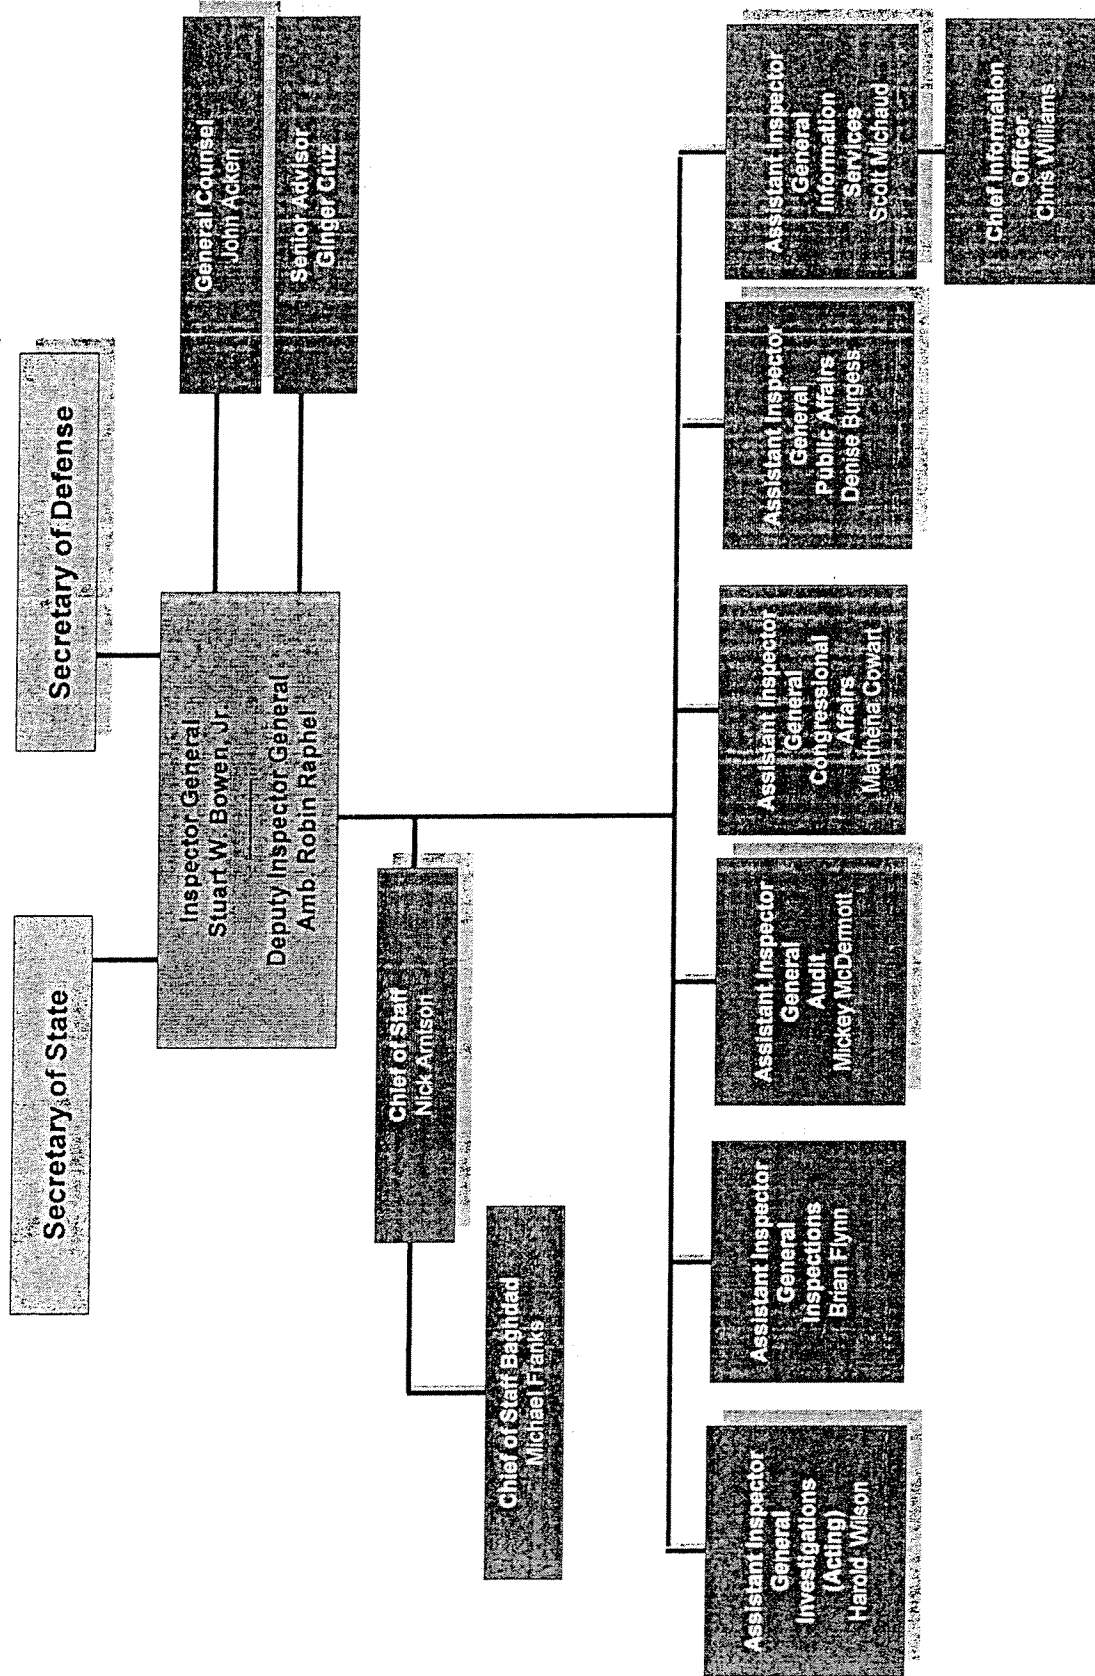 Secretary of State
Secretary of Defense
Inspector General
Stuart W. Bowen, Jr.
Deputy Inspector General
Amb. Robin Raphel
General Counsel
John Acken
Senior Advisor
Ginger Cruz
Chief of Staff
Nick Arntson
Chief of Staff Baghdad
Michael Franks
Assistant Inspector
General
Investigations
(Acting)
Harold Wilson
Assistant Inspector
General
Inspections
Brian Flynn
Assistant Inspector
General
Audit
Mickey McDermott
Assistant Inspector
General
Congressional
Affairs
Marthena Cowart
Assistant Inspector
General
Public Affairs
Denise Burgess
Assistant Inspector
General
Information
Services
Scott Michaud
Chief Information
Officer
Chris Williams